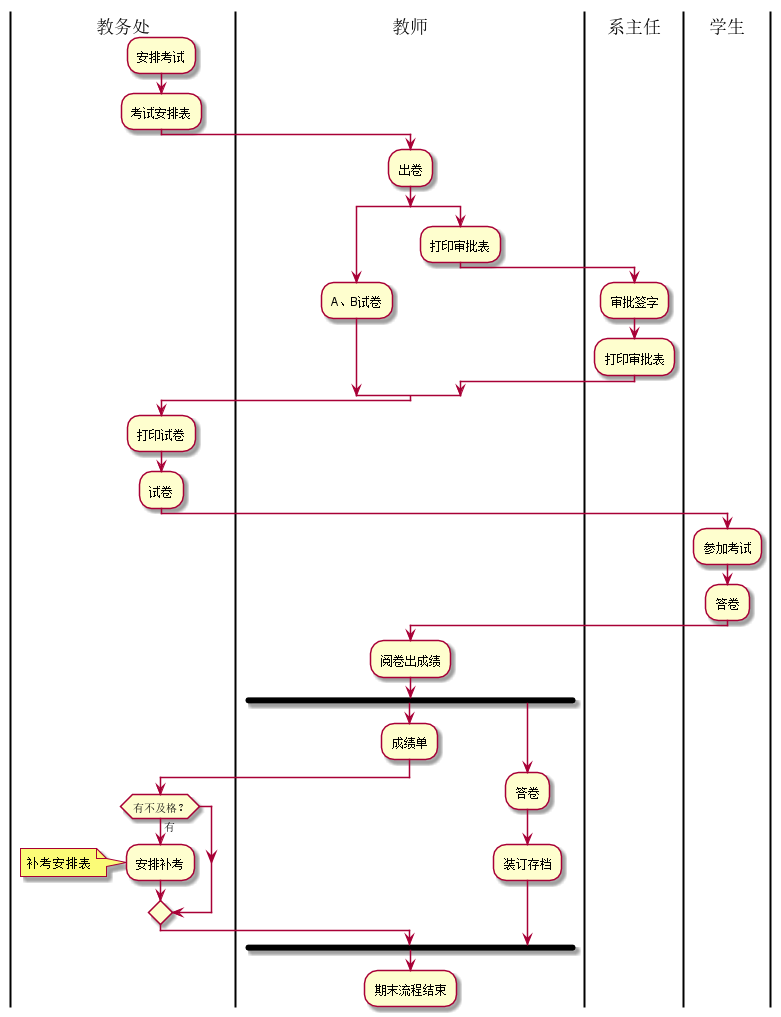 教务处
教师
系主任
学生
安排考试
考试安排表
出卷
打印审批表
A、B试卷
审批签字
打印审批表
打印试卷
试卷
参加考试
答卷
阅卷出成绩
成绩单
答卷
有不及格？
有
补考安排表
安排补考
装订存档
期末流程结束